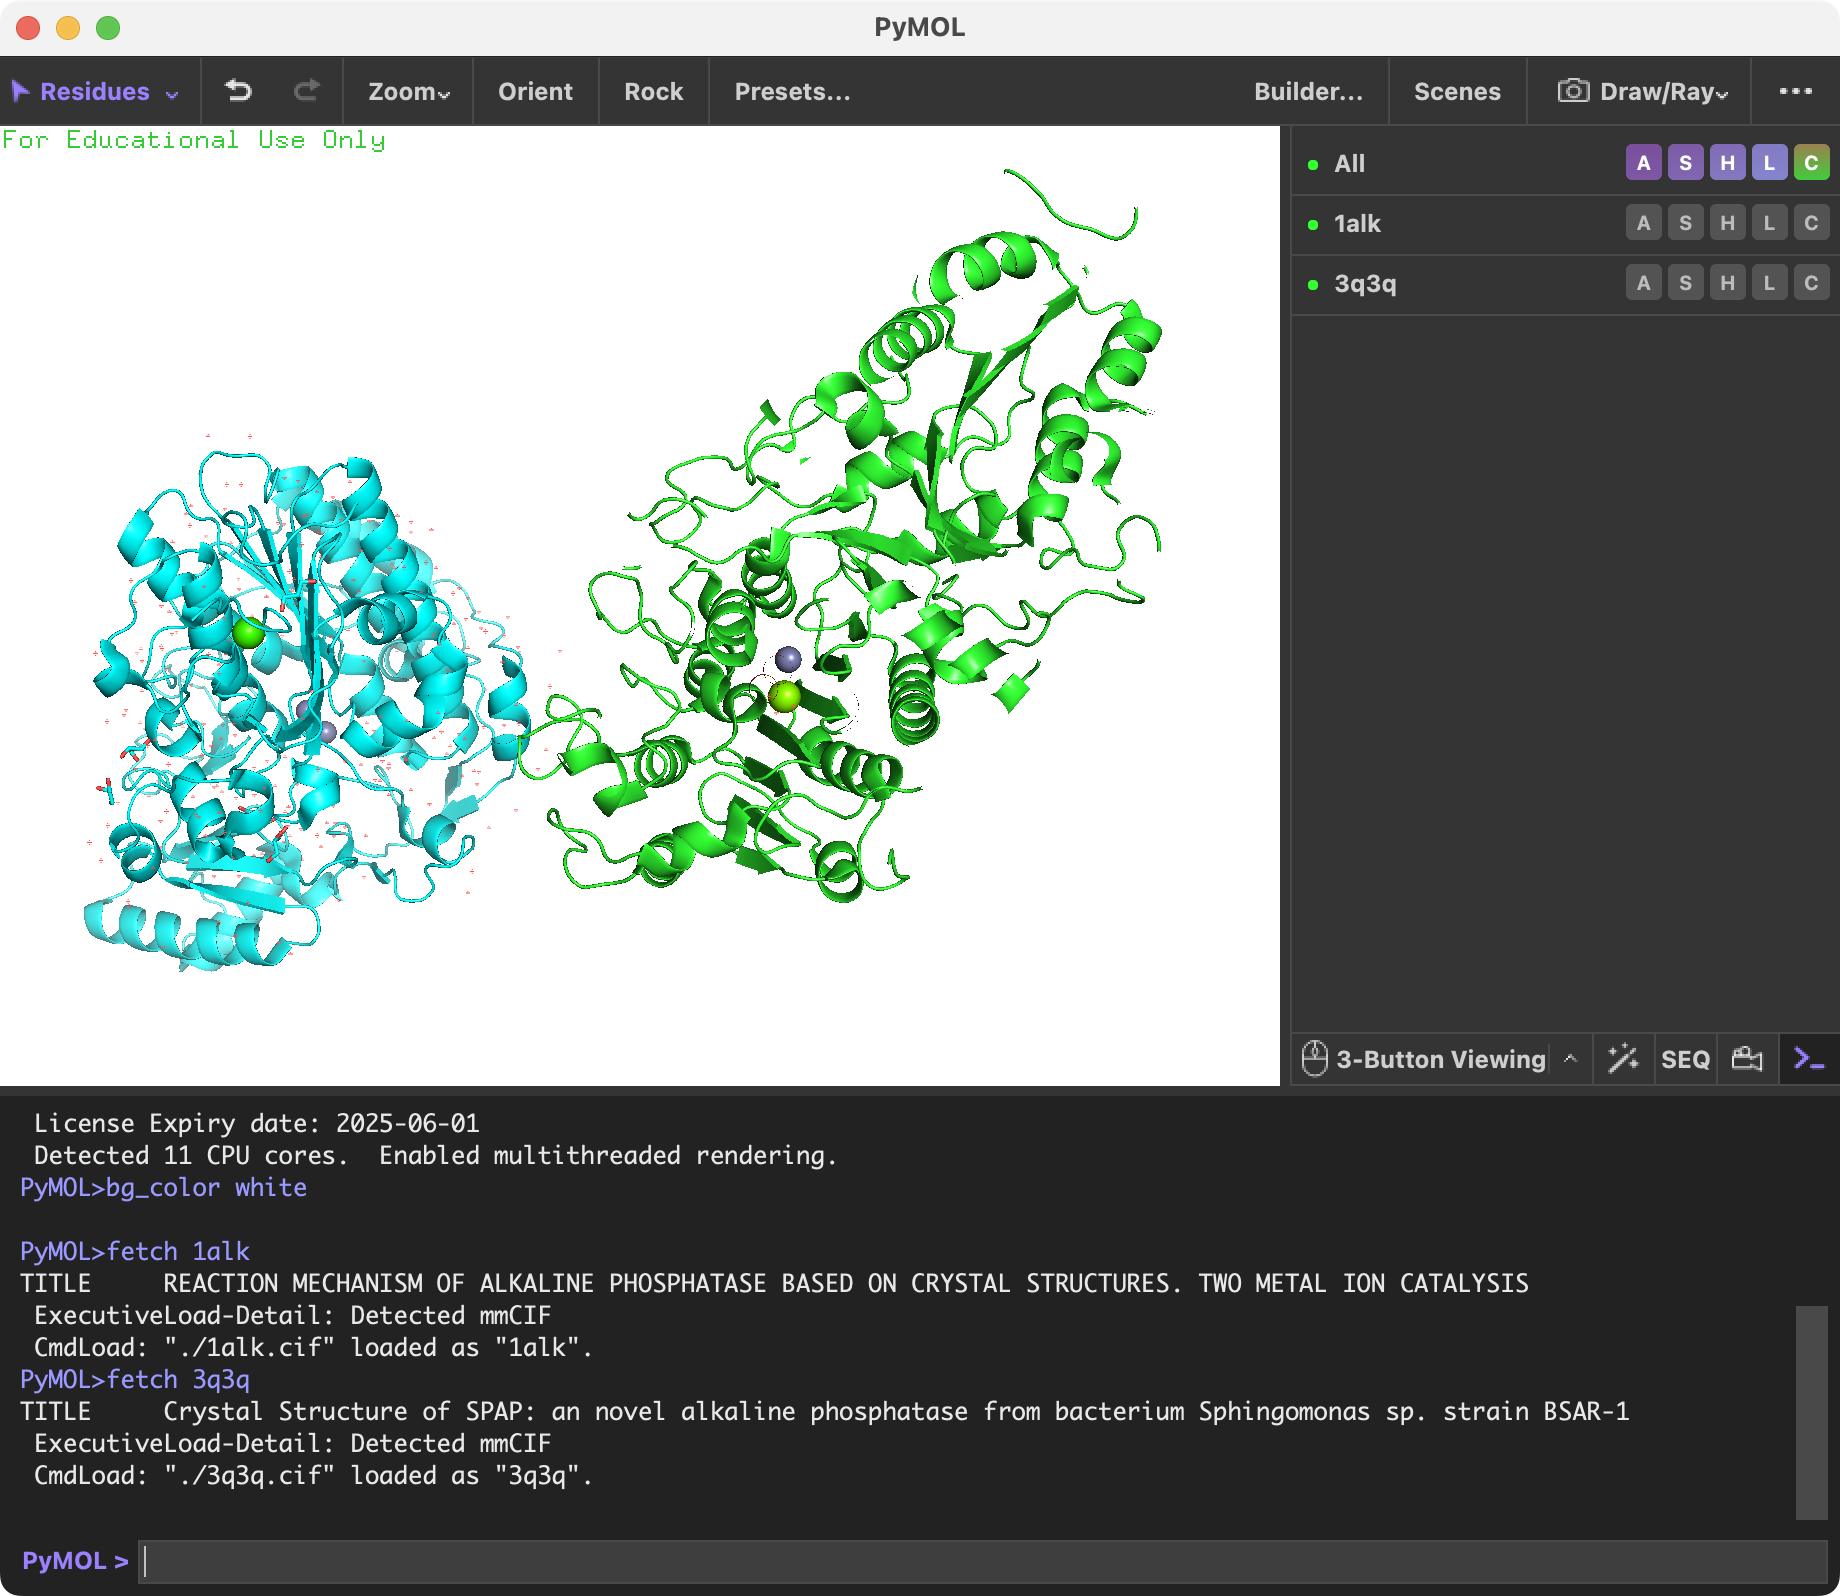 PyMOL
Residues
Zoom
Orient
Rock
Presets...
Builder...
Scenes
Draw/Ray
For Educational Use Only
All A S H L C
1alk A S H L C
3q3q A S H L C
3-Button Viewing
SEQ
License Expiry date: 2025-06-01
Detected 11 CPU cores.  Enabled multithreaded rendering.
PyMOL>bg_color white
PyMOL>fetch 1alk
TITLE     REACTION MECHANISM OF ALKALINE PHOSPHATASE BASED ON CRYSTAL STRUCTURES. TWO METAL ION CATALYSIS
ExecutiveLoad-Detail: Detected mmCIF
CmdLoad: "./1alk.cif" loaded as "1alk".
PyMOL>fetch 3q3q
TITLE     Crystal Structure of SPAP: an novel alkaline phosphatase from bacterium Sphingomonas sp. strain BSAR-1
ExecutiveLoad-Detail: Detected mmCIF
CmdLoad: "./3q3q.cif" loaded as "3q3q".
PyMOL >